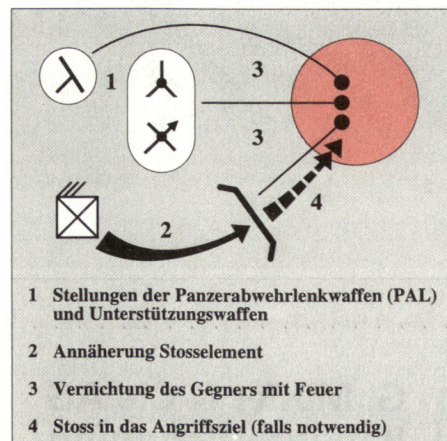 1
3
3
2
4
1 Stellungen der Panzerabwehrlenkwaffen (PAL)
und Unterstützungswaffen
2 Annäherung Stosselement
3 Vernichtung des Gegners mit Feuer
4 Stoss in das Angriffsziel (falls notwendig)